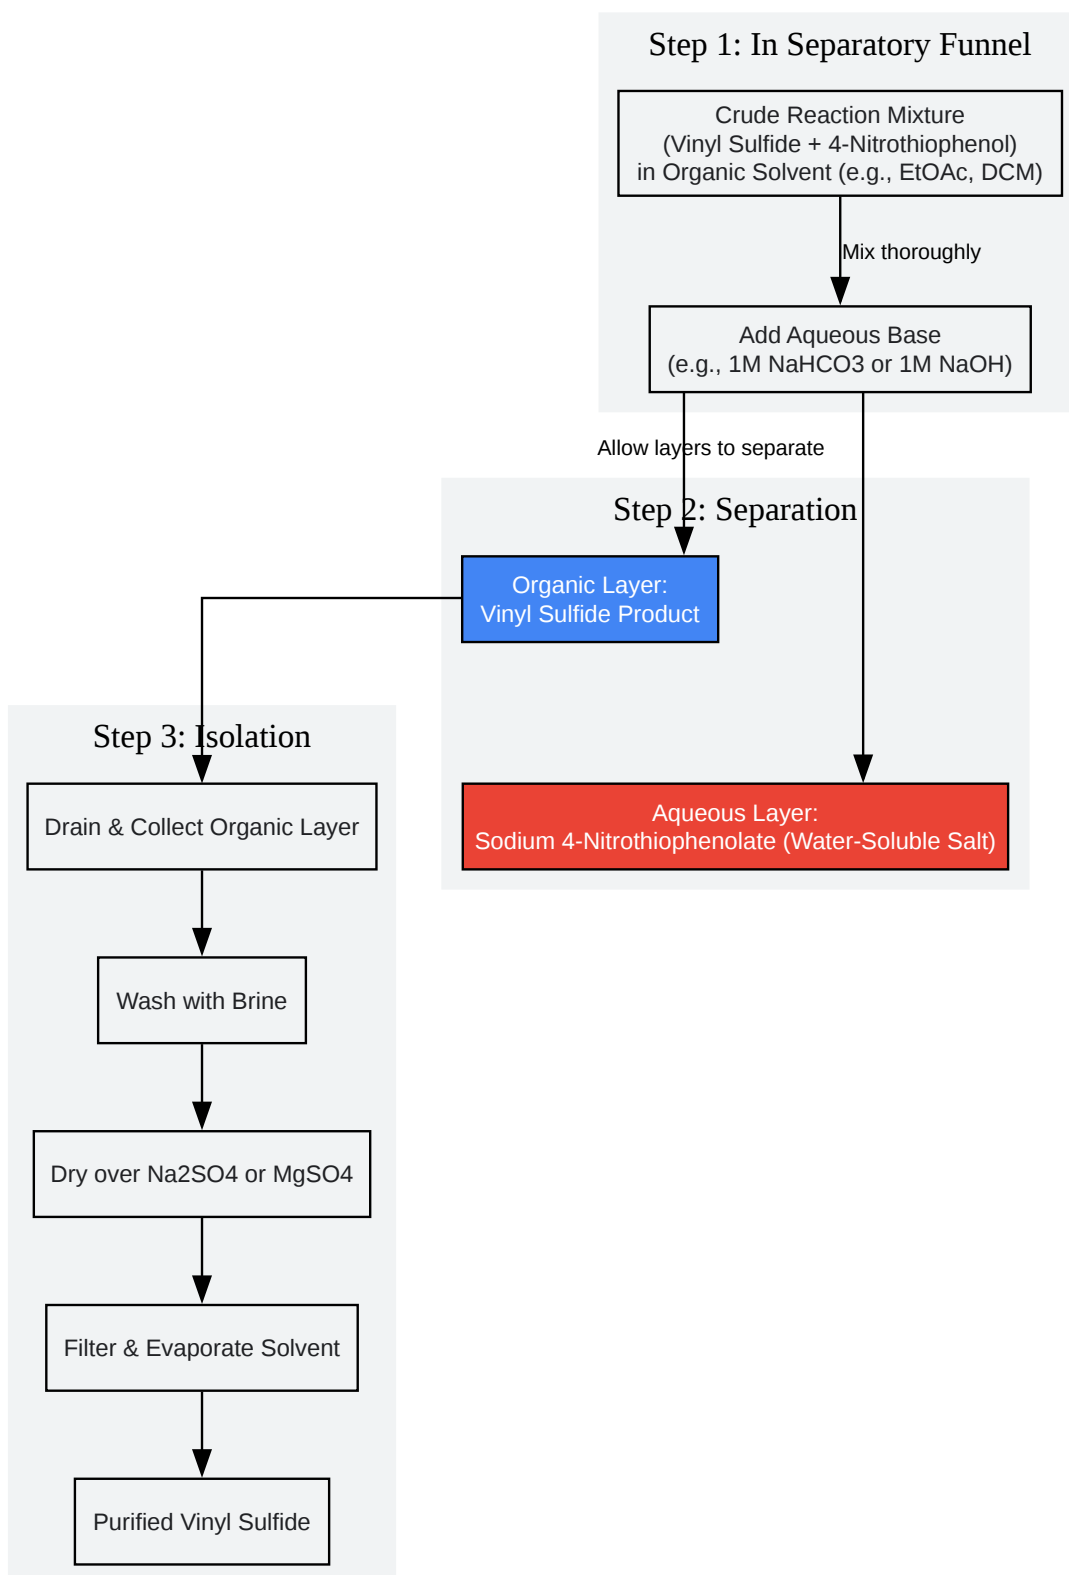 Step 1: In Separatory Funnel
Crude Reaction Mixture
(Vinyl Sulfide + 4-Nitrothiophenol)
in Organic Solvent (e.g., EtOAc, DCM)
Mix thoroughly
Add Aqueous Base
(e.g., 1M NaHCO3 or 1M NaOH)
Allow layers to separate
Step 2: Separation
Organic Layer:
Vinyl Sulfide Product
Aqueous Layer:
Sodium 4-Nitrothiophenolate (Water-Soluble Salt)
Step 3: Isolation
Drain & Collect Organic Layer
Wash with Brine
Dry over Na2SO4 or MgSO4
Filter & Evaporate Solvent
Purified Vinyl Sulfide